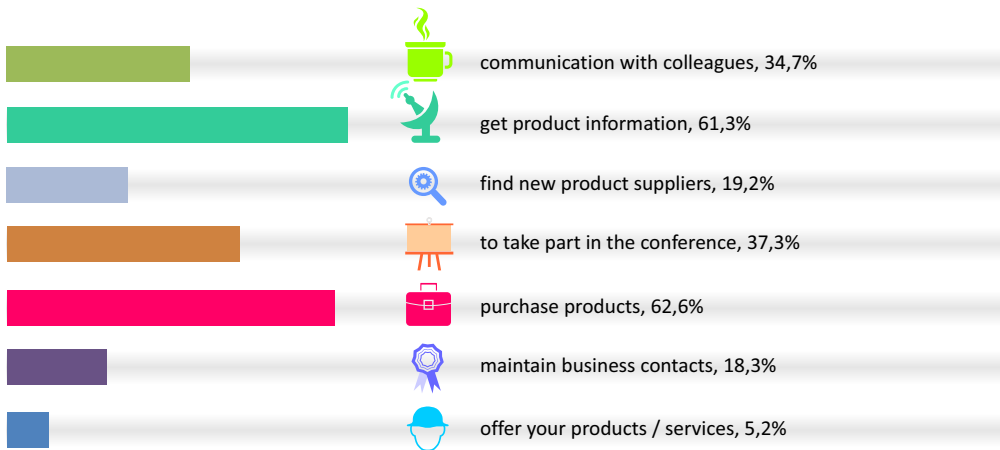 communication with colleagues, 34,7%
get product information, 61,3%
find new product suppliers, 19,2%
to take part in the conference, 37,3%
purchase products, 62,6%
maintain business contacts, 18,3%
offer your products / services, 5,2%